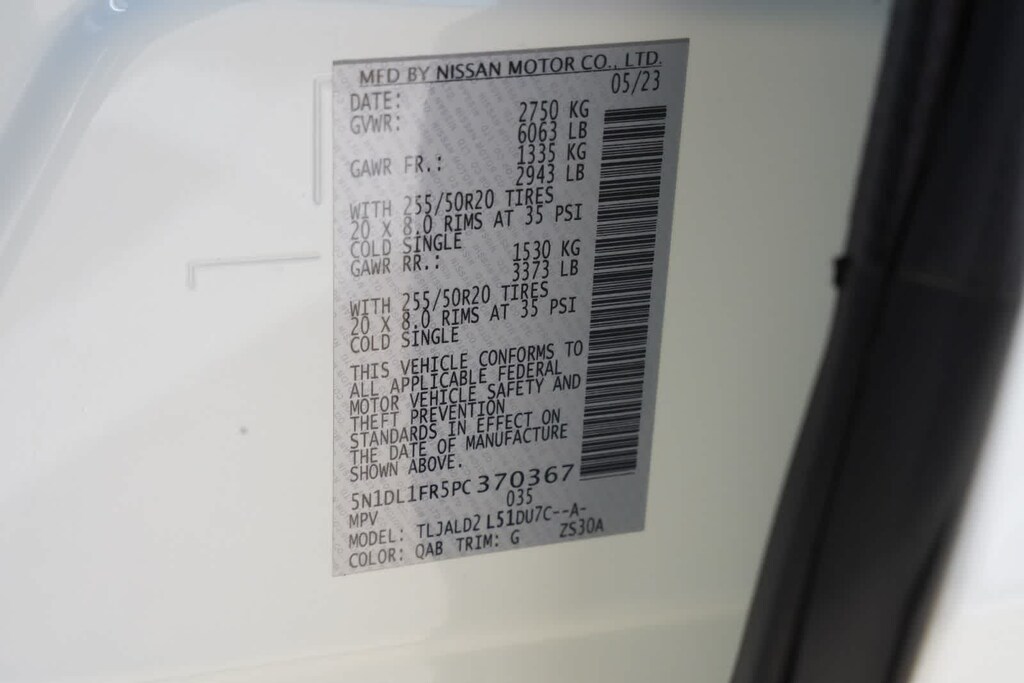 MFD BY NISSAN MOTOR CO., LTD.
DATE: 05/23
GVWR: 2750 KG
6063 LB
GAWR FR.: 1335 KG
2943 LB
WITH 255/50R20 TIRES
20 X 8.0 RIMS AT 35 PSI
COLD SINGLE
GAWR RR.: 1530 KG
3373 LB
WITH 255/50R20 TIRES
20 X 8.0 RIMS AT 35 PSI
COLD SINGLE
THIS VEHICLE CONFORMS TO
ALL APPLICABLE FEDERAL
MOTOR VEHICLE SAFETY AND
THEFT PREVENTION
STANDARDS IN EFFECT ON
THE DATE OF MANUFACTURE
SHOWN ABOVE.
5N1DL1FR5PC370367
MPV 035
MODEL: TLJALD2 L51DU7C--A-
COLOR: QAB TRIM: G ZS30A